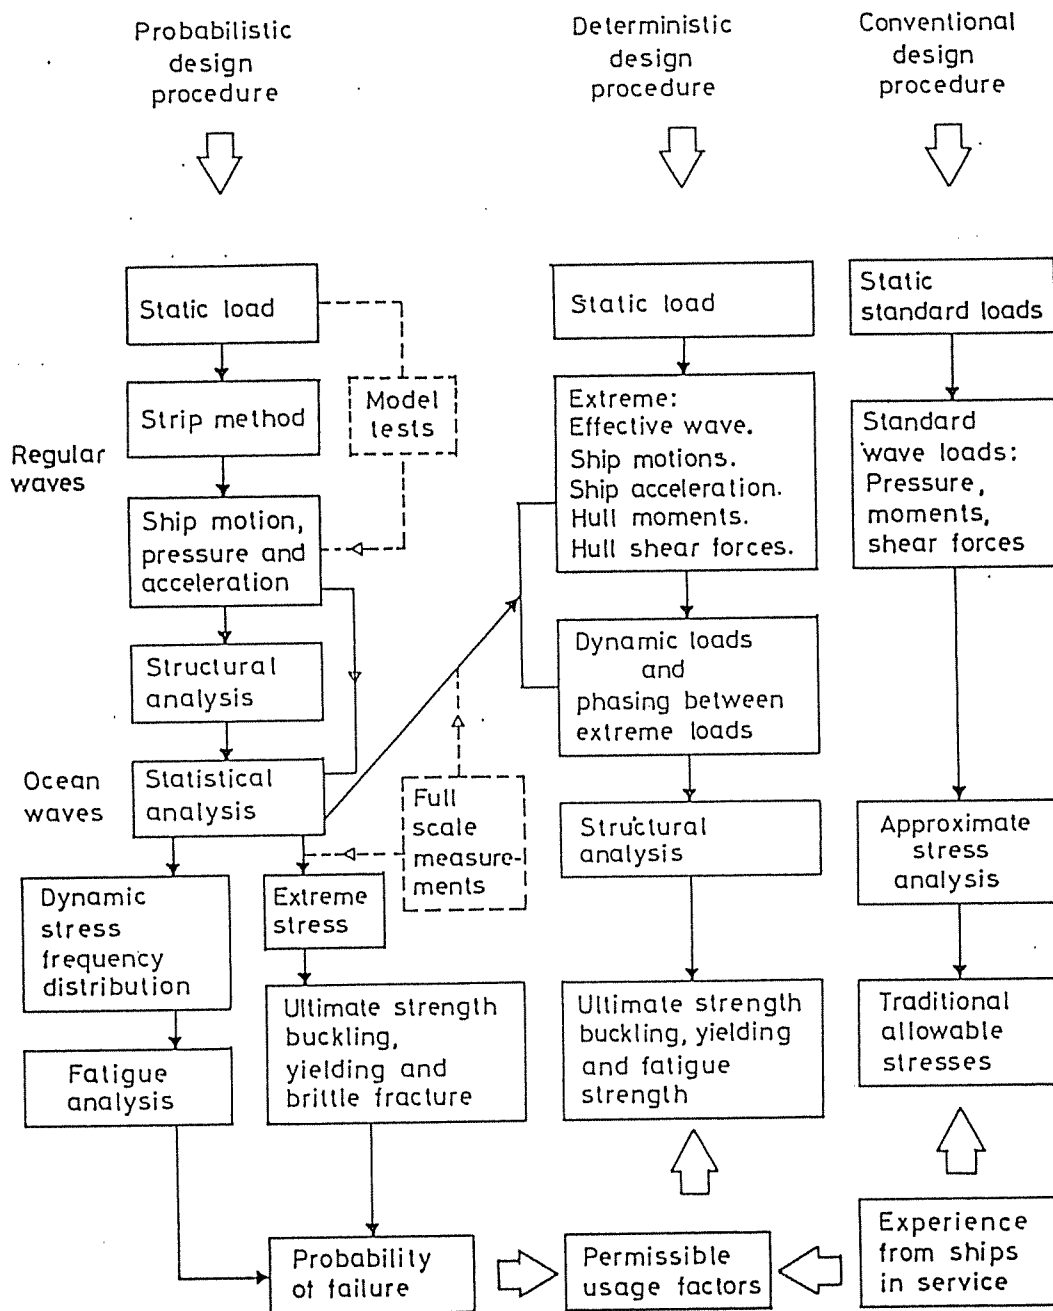 Probabilistic
design
procedure
Deterministic
design
procedure
Conventional
design
procedure
Static load
Strip method
Model
tests
Regular
waves
Ship motion,
pressure and
acceleration
Structural
analysis
Ocean
waves
Statistical
analysis
Full
scale
measure-
ments
Dynamic
stress
frequency
distribution
Extreme
stress
Fatigue
analysis
Ultimate strength
buckling,
yielding and
brittle fracture
Probability
of failure
Static load
Extreme:
Effective wave.
Ship motions.
Ship acceleration.
Hull moments.
Hull shear forces.
Dynamic loads
and
phasing between
extreme loads
Structural
analysis
Ultimate strength
buckling, yielding
and fatigue
strength
Permissible
usage factors
Static
standard loads
Standard
wave loads:
Pressure,
moments,
shear forces
Approximate
stress
analysis
Traditional
allowable
stresses
Experience
from ships
in service